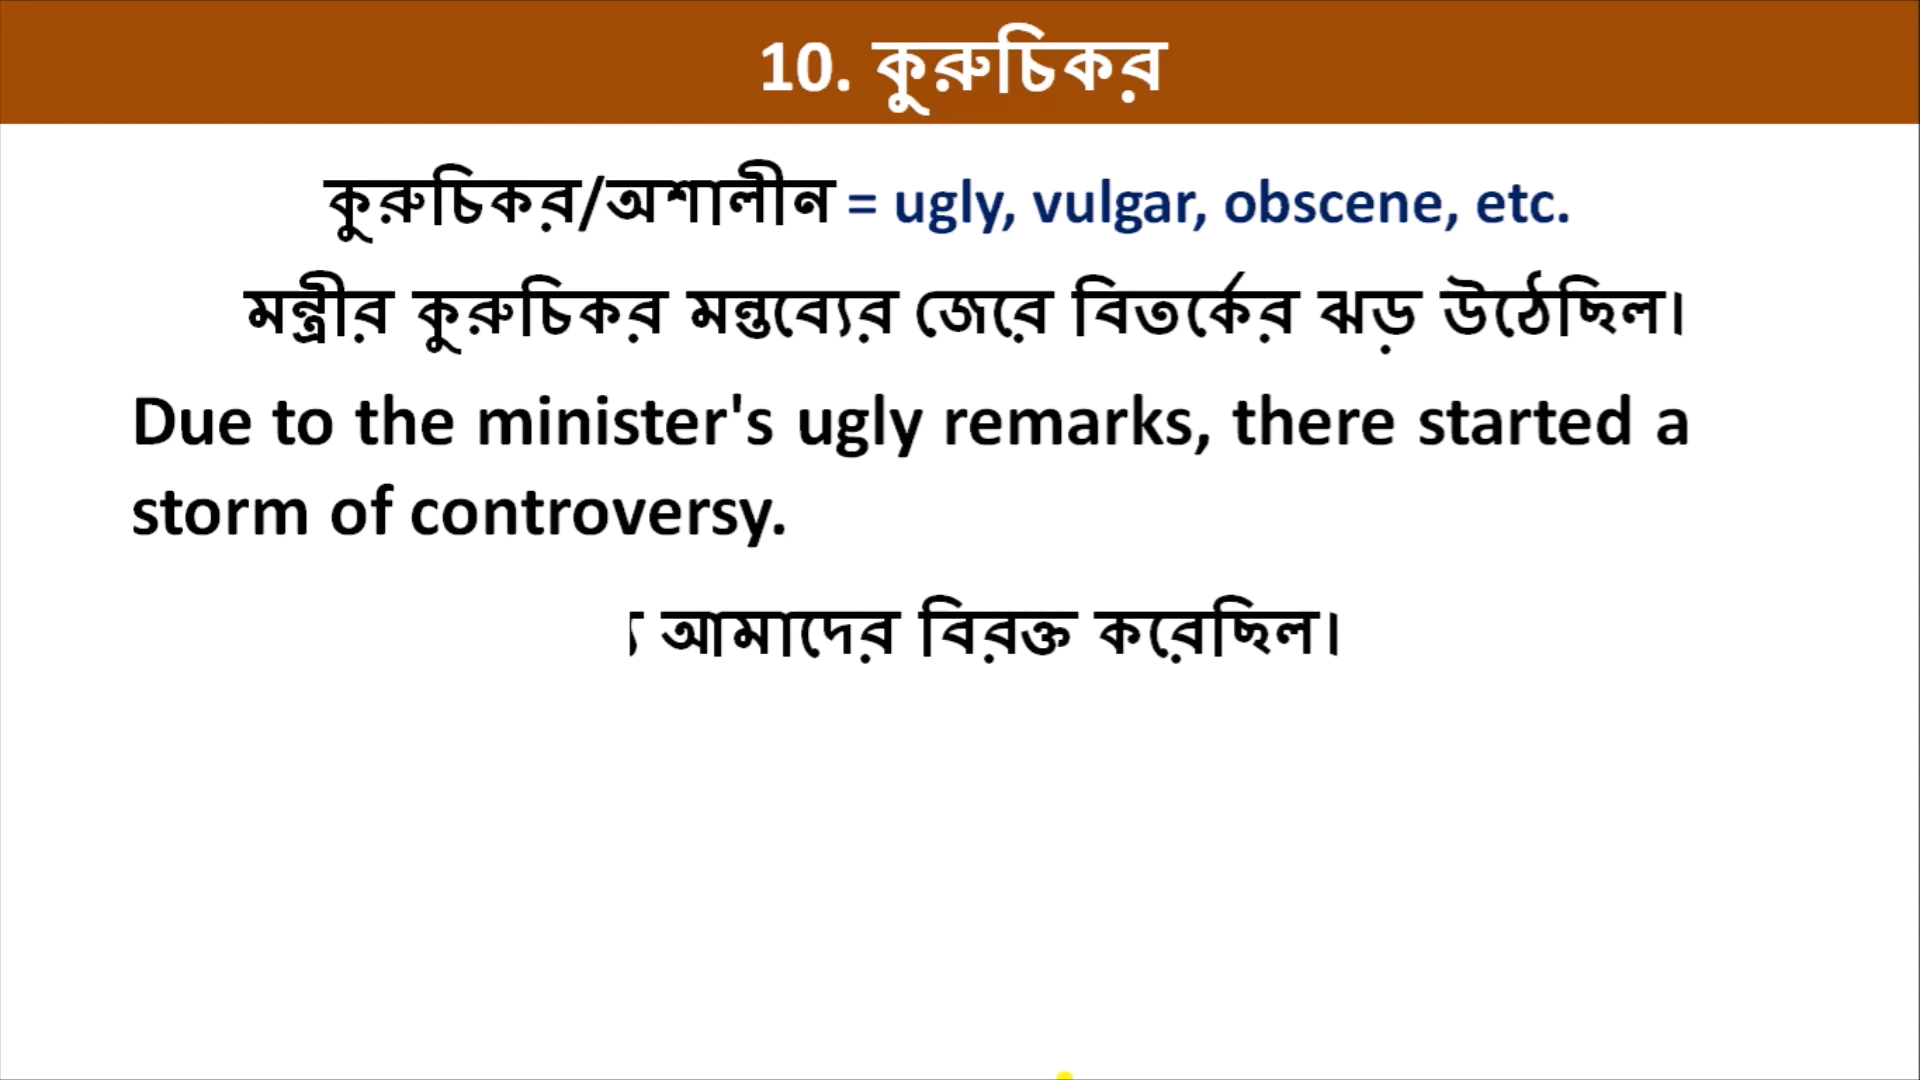 10. কুরুচিকর
কুরুচিকর/অশালীন = ugly, vulgar, obscene, etc.
মন্ত্রীর কুরুচিকর মন্তব্যের জেরে বিতর্কের ঝড় উঠেছিল।
Due to the minister's ugly remarks, there started a
storm of controversy.
আমাদের বিরক্ত করেছিল।